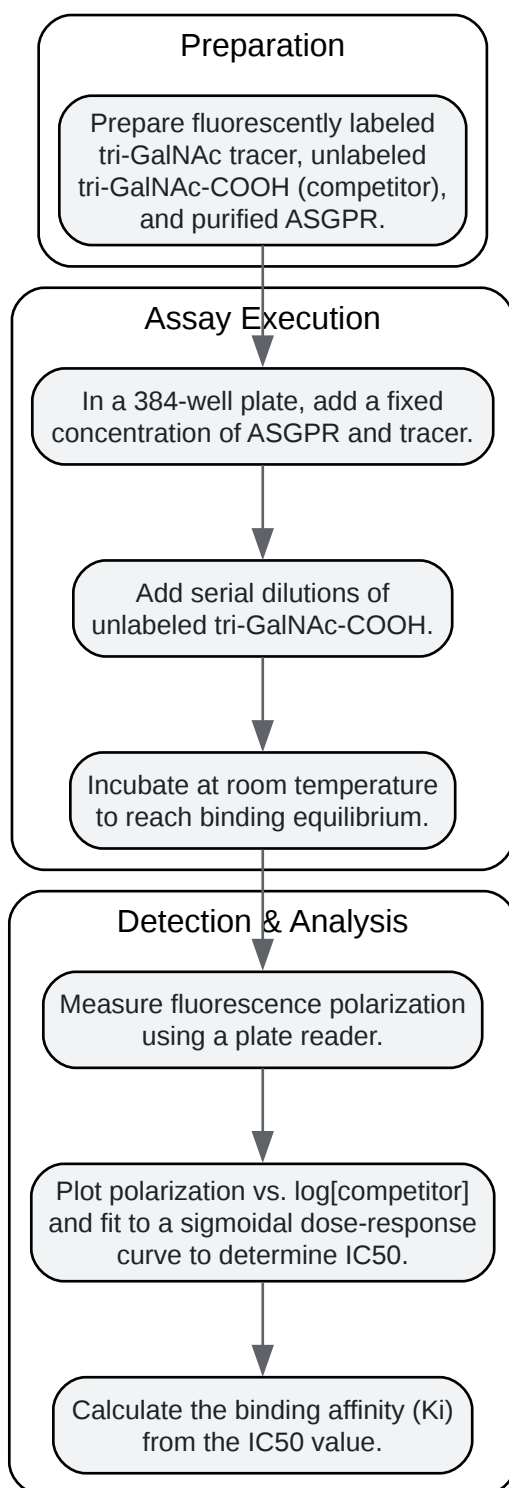 Preparation
Prepare fluorescently labeled
tri-GalNAc tracer, unlabeled
tri-GalNAc-COOH (competitor),
and purified ASGPR.
Assay Execution
In a 384-well plate, add a fixed
concentration of ASGPR and tracer.
Add serial dilutions of
unlabeled tri-GalNAc-COOH.
Incubate at room temperature
to reach binding equilibrium.
Detection & Analysis
Measure fluorescence polarization
using a plate reader.
Plot polarization vs. log[competitor]
and fit to a sigmoidal dose-response
curve to determine IC50.
Calculate the binding affinity (Ki)
from the IC50 value.